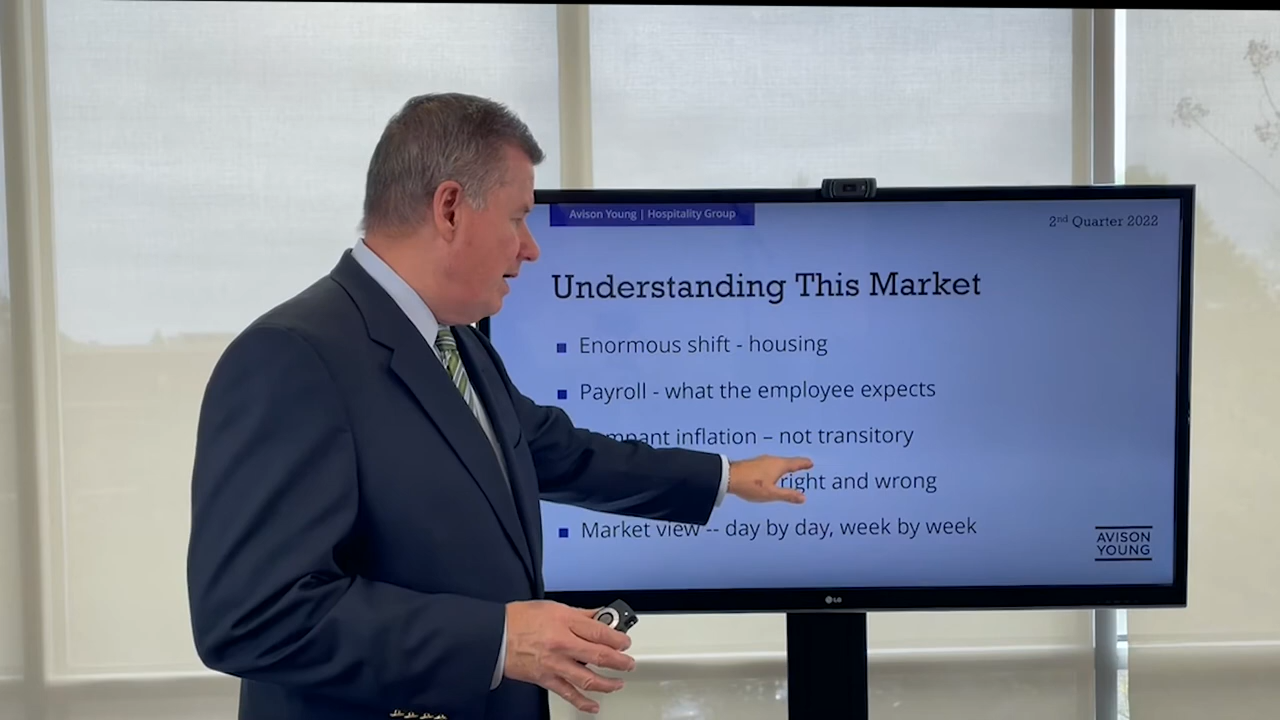 Avison Young | Hospitality Group
2nd Quarter 2022
Understanding This Market
■ Enormous shift - housing
■ Payroll - what the employee expects
inflation – not transitory
right and wrong
■ Market view -- day by day, week by week
AVISON
YOUNG
LG